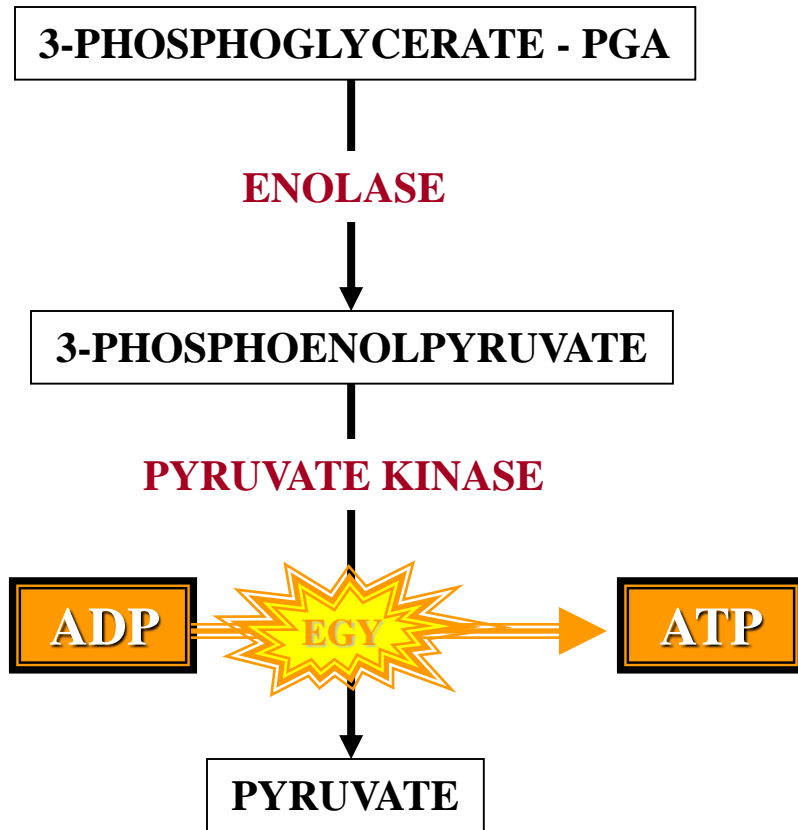 3-PHOSPHOGLYCERATE - PGA
ENOLASE
3-PHOSPHOENOLPYRUVATE
PYRUVATE KINASE
ADP
EGY
ATP
PYRUVATE